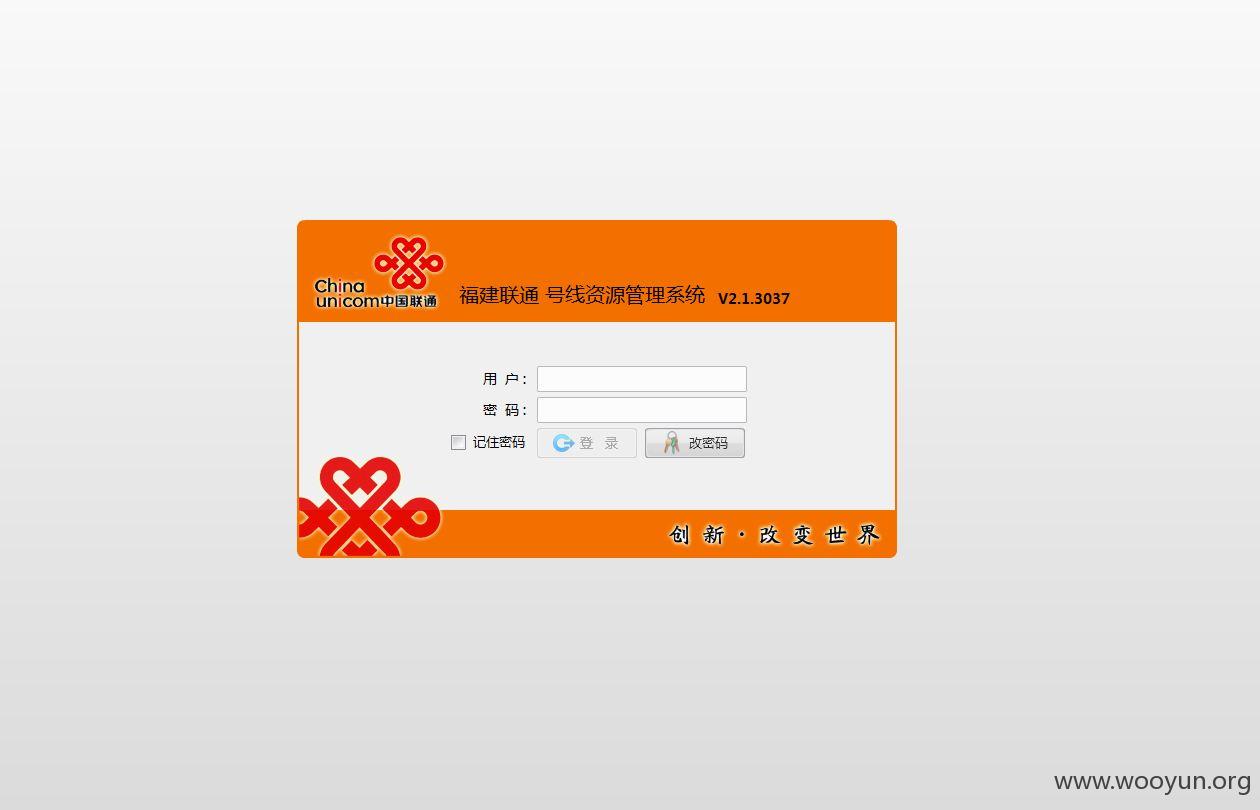 China
unicom中国联通
福建联通 号线资源管理系统 V2.1.3037
用 户:
密 码:
记住密码 登 录 改密码
创 新 · 改 变 世 界
www.wooyun.org